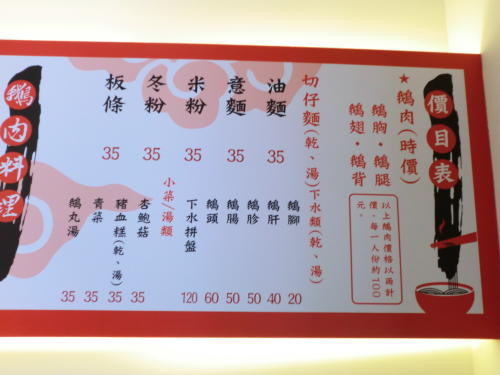 價目表
★鵝肉(時價)
鵝胸·鵝腿
鵝翅·鵝背
以上鵝肉價格以兩計
價、每一人份約100
元。
切仔麵(乾、湯)
油麵 35
意麵 35
米粉 35
冬粉 35
板條 35
下水類(乾、湯)
鵝腳 20
鵝肝 40
鵝胗 50
鵝腸 50
鵝頭 60
下水拼盤 120
小菜/湯類
杏鮑菇 35
豬血糕(乾、湯) 35
青菜 35
鵝丸湯 35
鵝肉料理